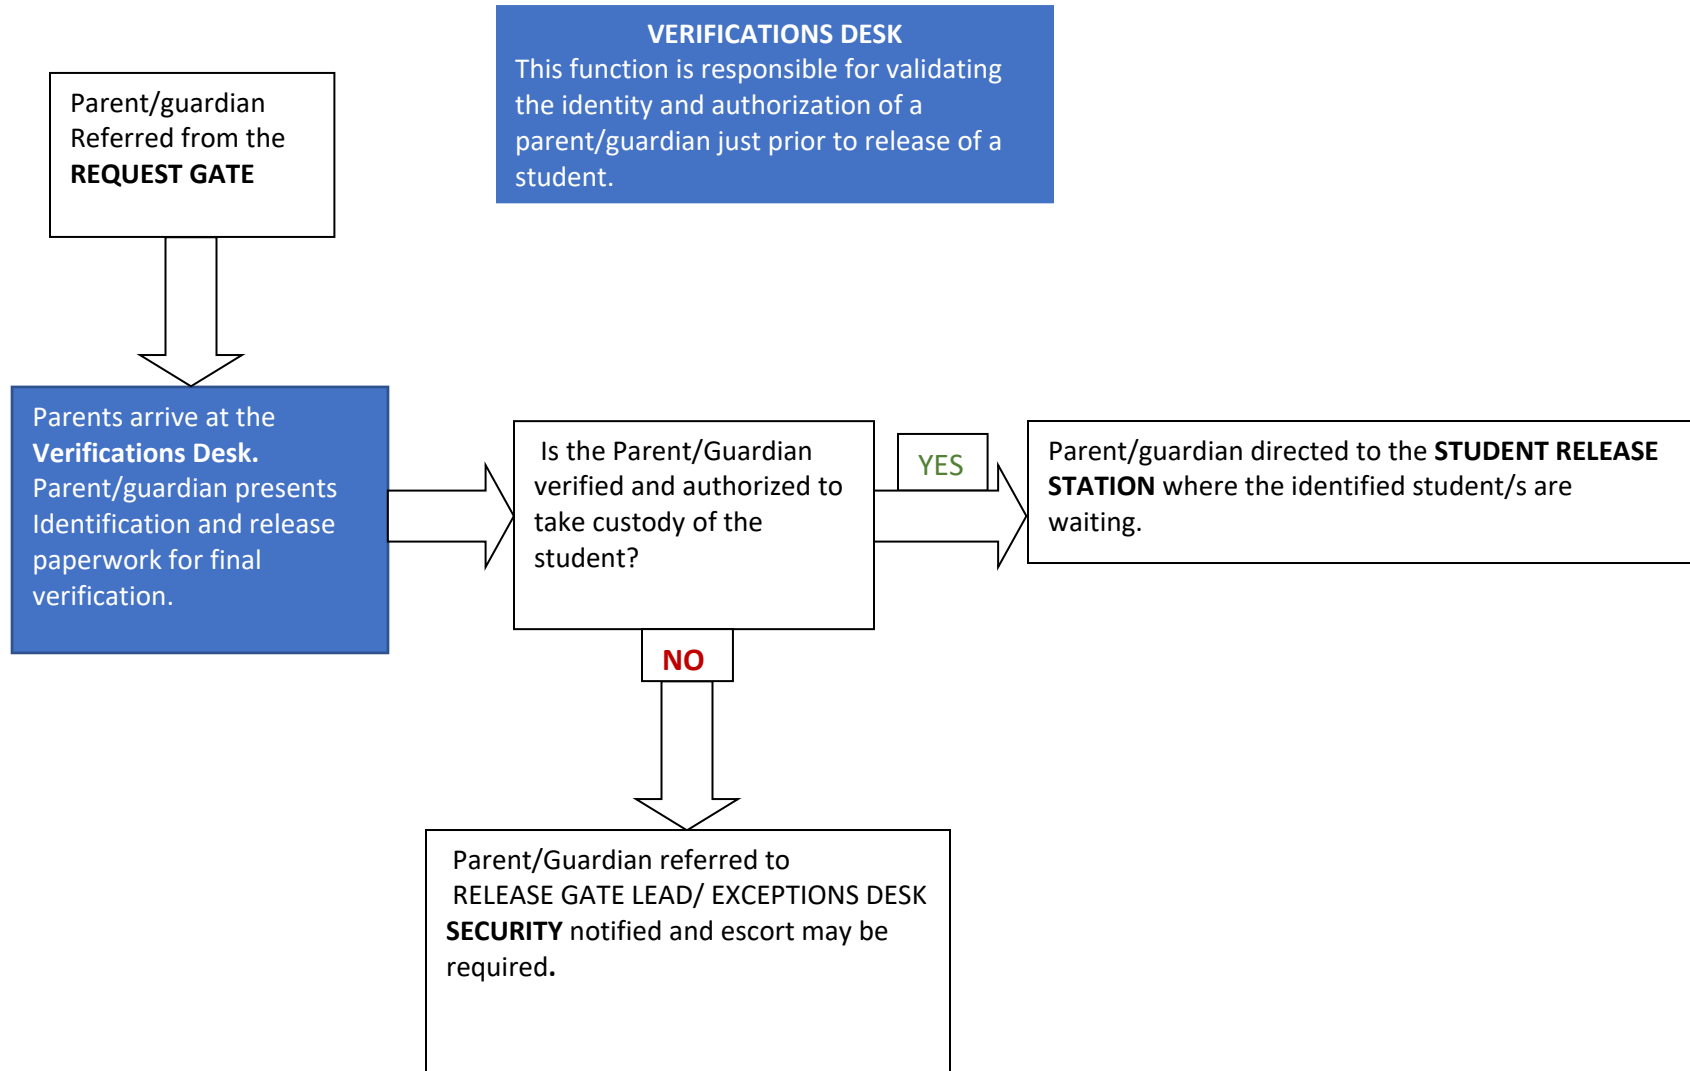 VERIFICATIONS DESK
This function is responsible for validating
the identity and authorization of a
parent/guardian just prior to release of a
student.
Parent/guardian
Referred from the
REQUEST GATE
Parents arrive at the
Verifications Desk.
Parent/guardian presents
Identification and release
paperwork for final
verification.
Is the Parent/Guardian
verified and authorized to
take custody of the
student?
YES
Parent/guardian directed to the STUDENT RELEASE
STATION where the identified student/s are
waiting.
NO
Parent/Guardian referred to
RELEASE GATE LEAD/ EXCEPTIONS DESK
SECURITY notified and escort may be
required.